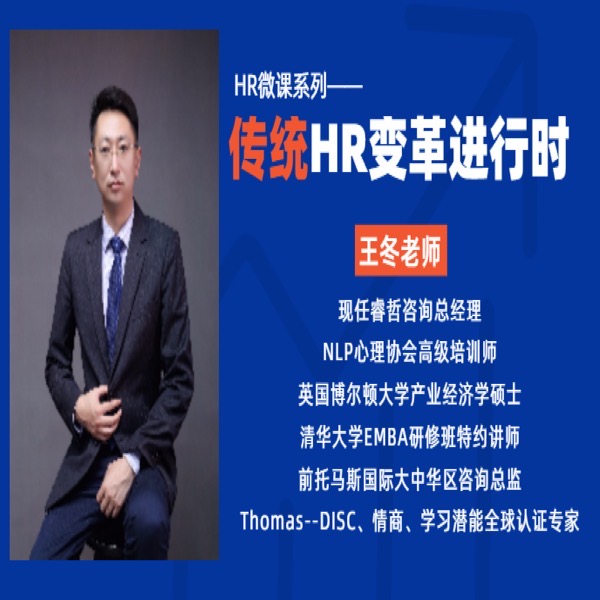 HR微课系列——
传统HR变革进行时
王冬老师
现任睿哲咨询总经理
NLP心理协会高级培训师
英国博尔顿大学产业经济学硕士
清华大学EMBA研修班特约讲师
前托马斯国际大中华区咨询总监
Thomas--DISC、情商、学习潜能全球认证专家